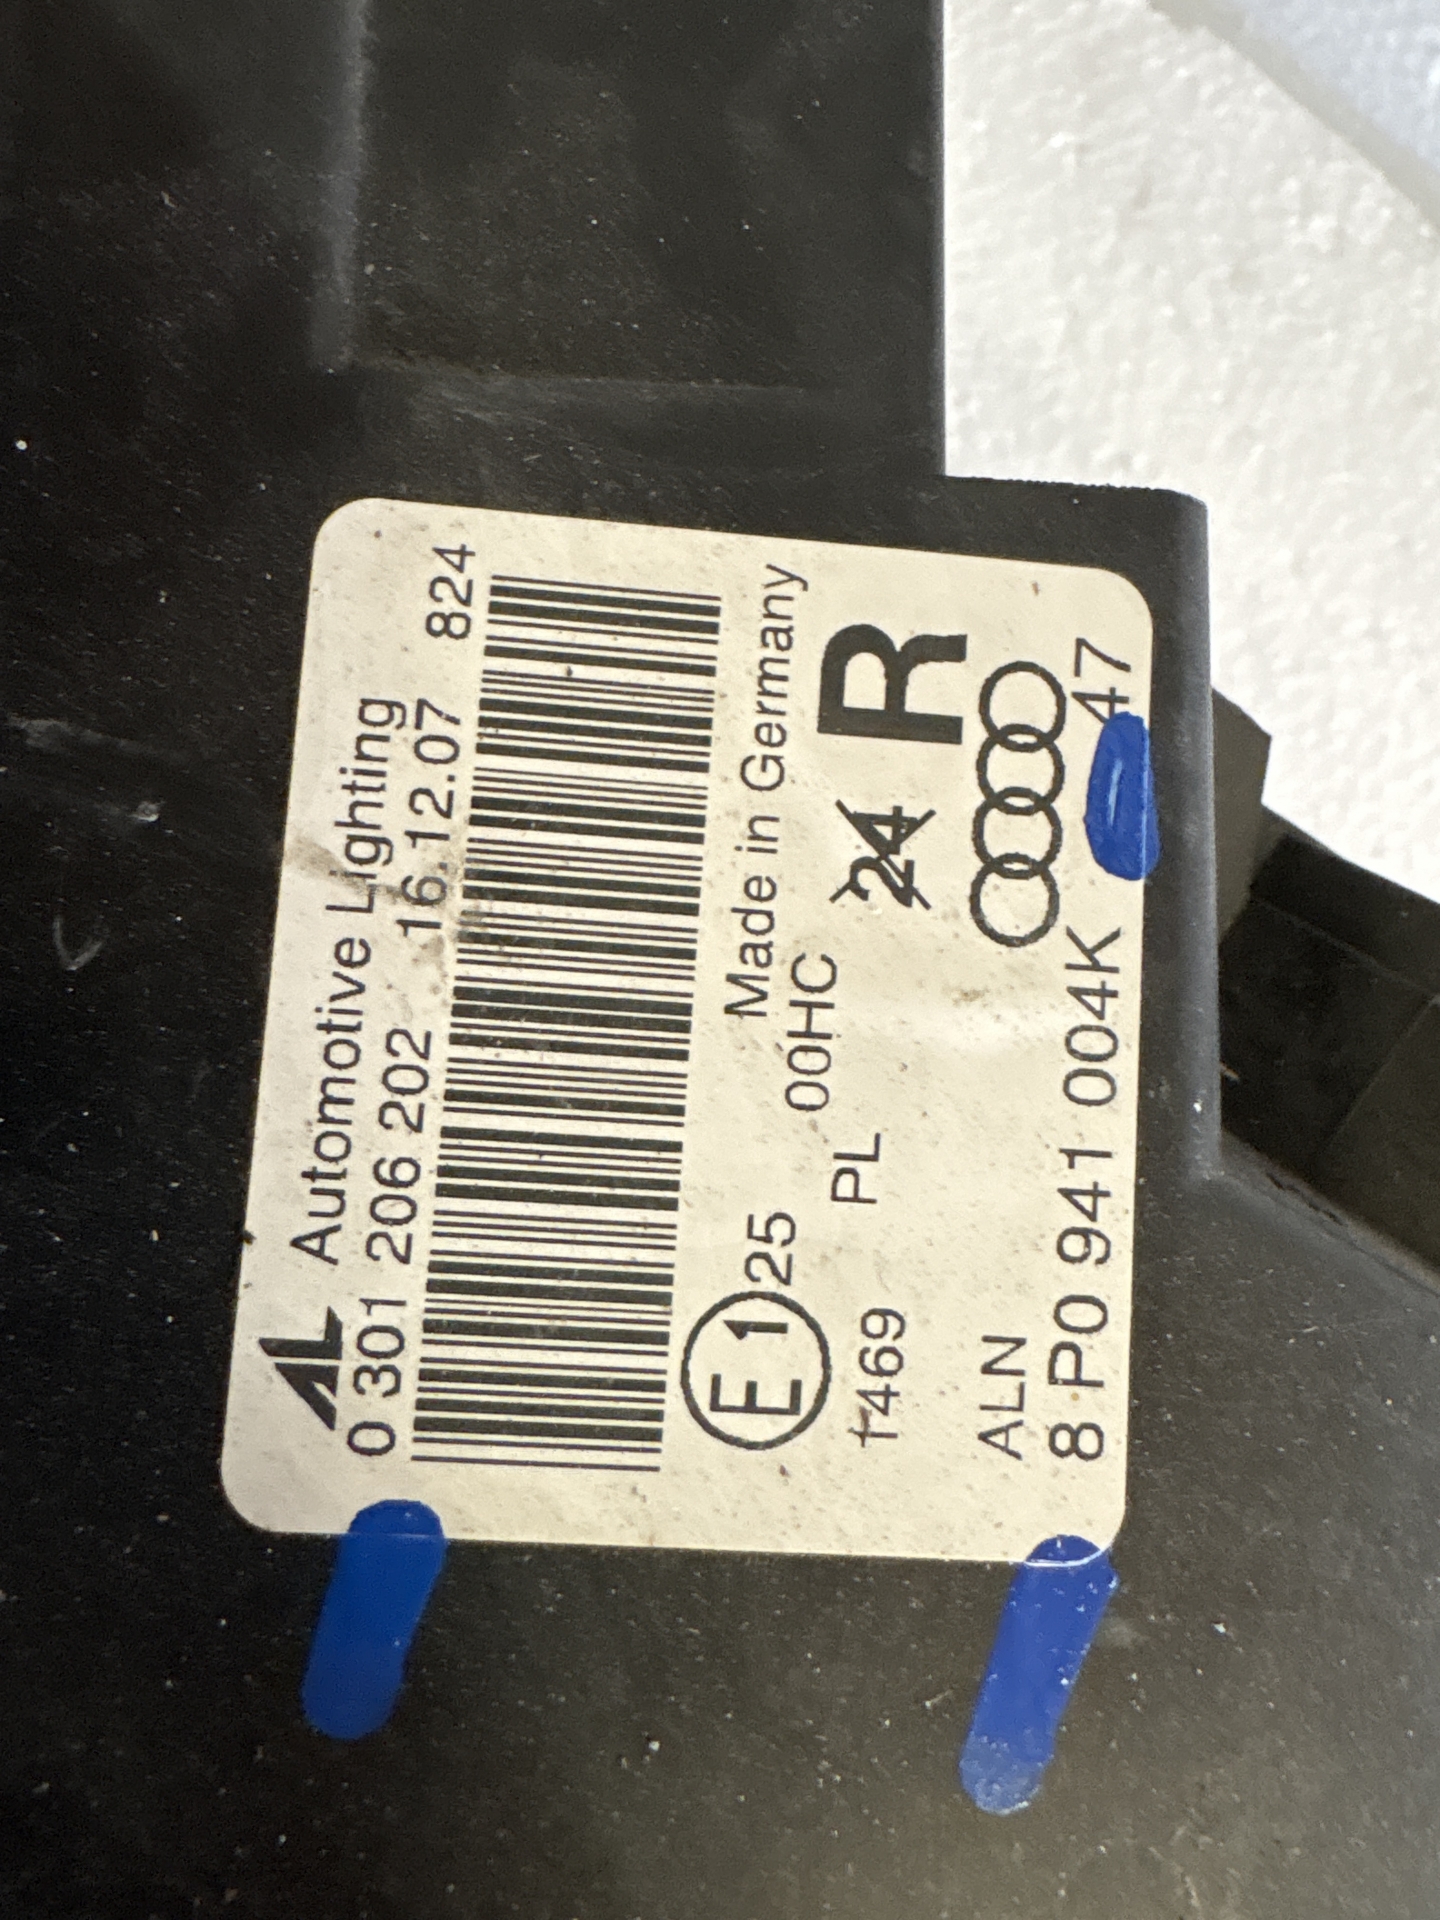 AL Automotive Lighting
0 301 206 202 16.12.07 824
Made in Germany
E1 25 00HC
1469 PL 24 R
ALN
8 P0 941 004K 47